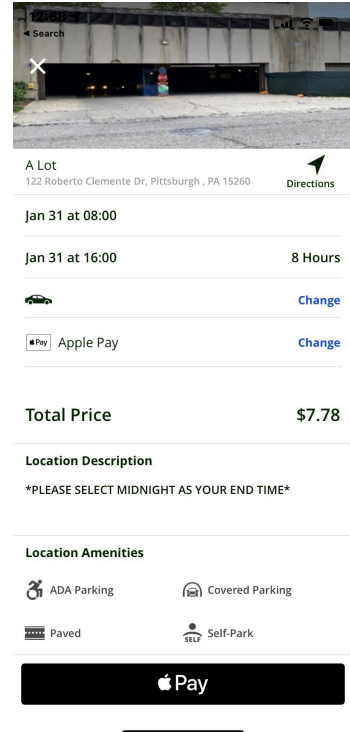 12:58
◀ Search
A Lot
122 Roberto Clemente Dr, Pittsburgh , PA 15260
Directions
Jan 31 at 08:00
Jan 31 at 16:00 8 Hours
Change
Pay Apple Pay Change
Total Price $7.78
Location Description
*PLEASE SELECT MIDNIGHT AS YOUR END TIME*
Location Amenities
ADA Parking Covered Parking
Paved SELF Self-Park
Pay